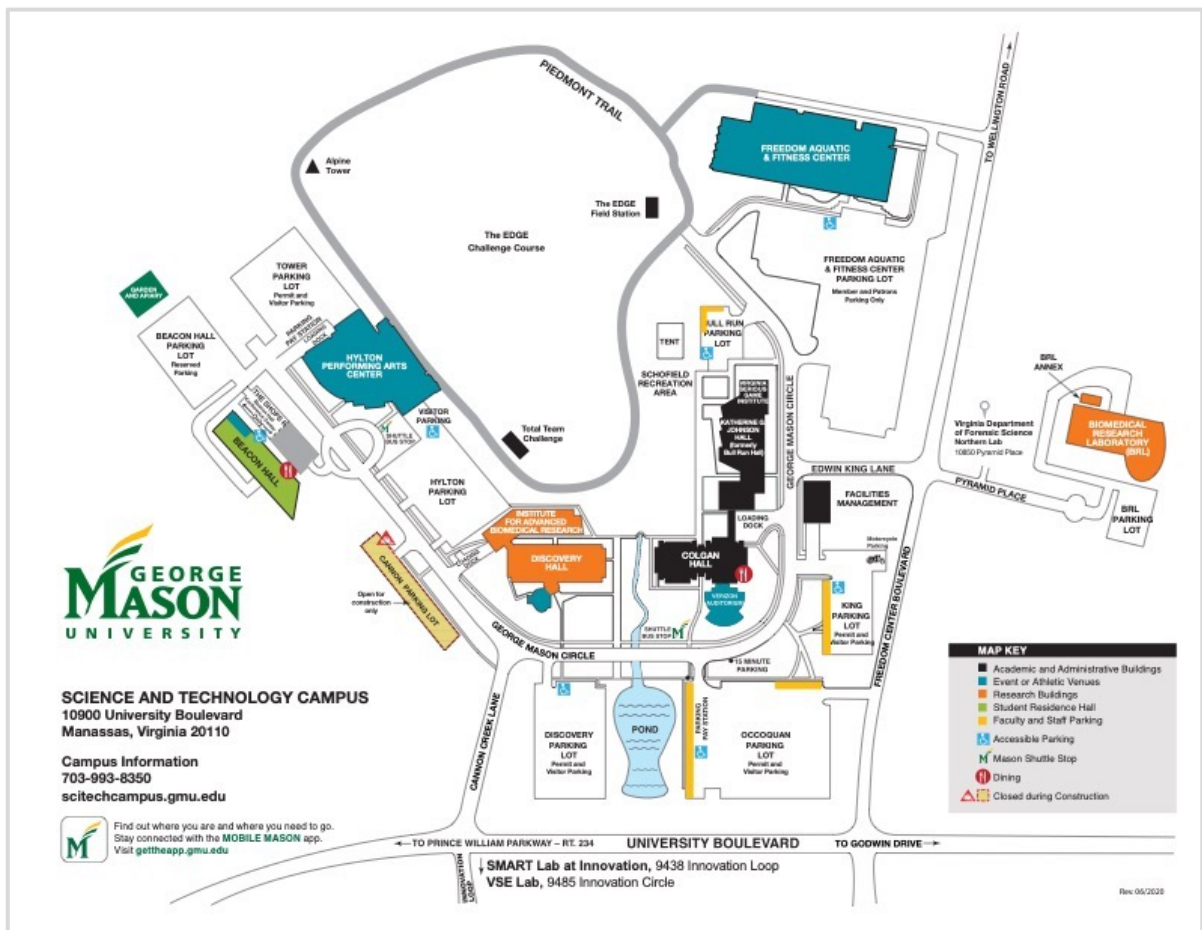 PIEDMONT TRAIL
TO WELLINGTON ROAD
FREEDOM AQUATIC
& FITNESS CENTER
Alpine
Tower
The EDGE
Field Station
The EDGE
Challenge Course
FREEDOM AQUATIC
& FITNESS CENTER
PARKING LOT
Member and Patrons
Parking Only
TOWER
PARKING
LOT
Permit and
Visitor Parking
GARDEN
AND APIARY
BEACON HALL
PARKING
LOT
Reserved
Parking
PARKING
PAY STATION
LOADING
DOCK
HYLTON
PERFORMING ARTS
CENTER
ULL RUN
PARKING
LOT
TENT
SCHOFIELD
RECREATION
AREA
VIRGINIA
SERIOUS
GAME
INSTITUTE
KATHERINE G.
JOHNSON
HALL
(formerly
Bull Run Hall)
GEORGE MASON CIRCLE
BRL
ANNEX
BIOMEDICAL
RESEARCH
LABORATORY
(BRL)
Virginia Department
of Forensic Science
Northern Lab
10850 Pyramid Place
THE SHOPS
BEACON HALL
VISITOR
PARKING
SHUTTLE
BUS STOP
Total Team
Challenge
EDWIN KING LANE
PYRAMID PLACE
BRL
PARKING
LOT
HYLTON
PARKING
LOT
FACILITIES
MANAGEMENT
INSTITUTE
FOR ADVANCED
BIOMEDICAL RESEARCH
LOADING
DOCK
LOADING
DOCK
DISCOVERY
HALL
COLGAN
HALL
Motorcycle
Parking
VERIZON
AUDITORIUM
CANNON PARKING LOT
Open for
construction
only
KING
PARKING
LOT
Permit and
Visitor Parking
FREEDOM CENTER BOULEVARD
GEORGE MASON CIRCLE
SHUTTLE
BUS STOP
15 MINUTE
PARKING
GEORGE
MASON
UNIVERSITY
SCIENCE AND TECHNOLOGY CAMPUS
10900 University Boulevard
Manassas, Virginia 20110
Campus Information
703-993-8350
scitechcampus.gmu.edu
Find out where you are and where you need to go.
Stay connected with the MOBILE MASON app.
Visit gettheapp.gmu.edu
CANNON CREEK LANE
DISCOVERY
PARKING
LOT
Permit and
Visitor Parking
POND
PARKING
PAY STATION
OCCOQUAN
PARKING
LOT
Permit and
Visitor Parking
MAP KEY
Academic and Administrative Buildings
Event or Athletic Venues
Research Buildings
Student Residence Hall
Faculty and Staff Parking
Accessible Parking
Mason Shuttle Stop
Dining
Closed during Construction
TO PRINCE WILLIAM PARKWAY – RT. 234
UNIVERSITY BOULEVARD
TO GODWIN DRIVE
INNOVATION
LOOP
SMART Lab at Innovation, 9438 Innovation Loop
VSE Lab, 9485 Innovation Circle
Rev. 06/2020